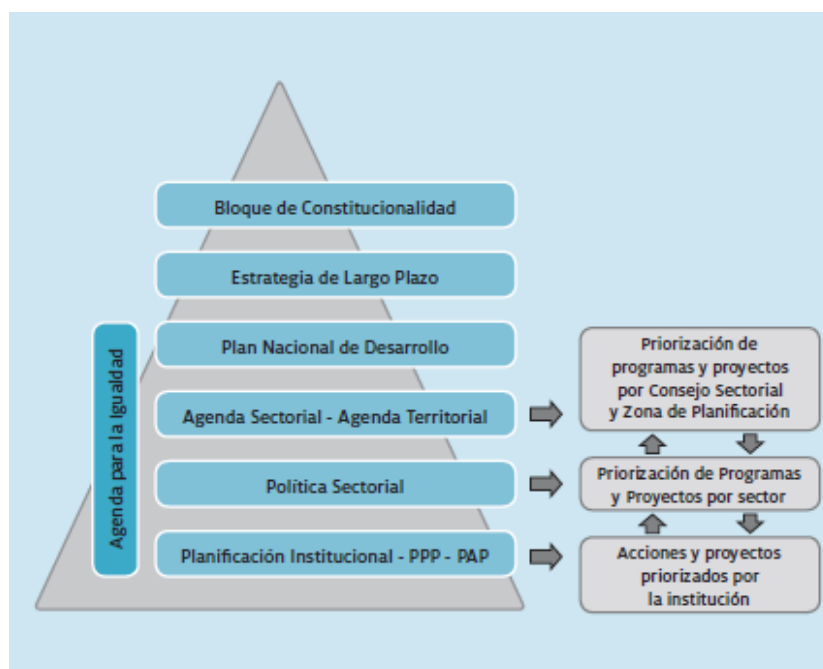 Bloque de Constitucionalidad
Estrategia de Largo Plazo
Plan Nacional de Desarrollo
Agenda Sectorial - Agenda Territorial
Política Sectorial
Planificación Institucional - PPP - PAP
Agenda para la Igualdad
Priorización de
programas y proyectos
por Consejo Sectorial
y Zona de Planificación
Priorización de Programas
y Proyectos por sector
Acciones y proyectos
priorizados por
la institución